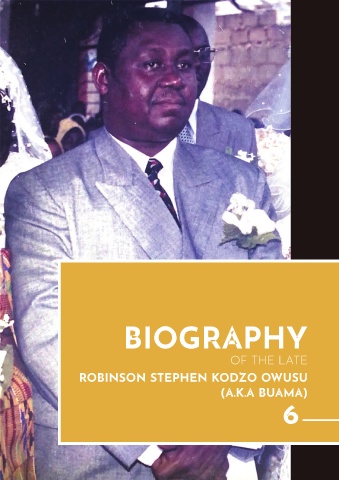 BIOGRAPHY
OF THE LATE
ROBINSON STEPHEN KODZO OWUSU
(A.K.A BUAMA)
6